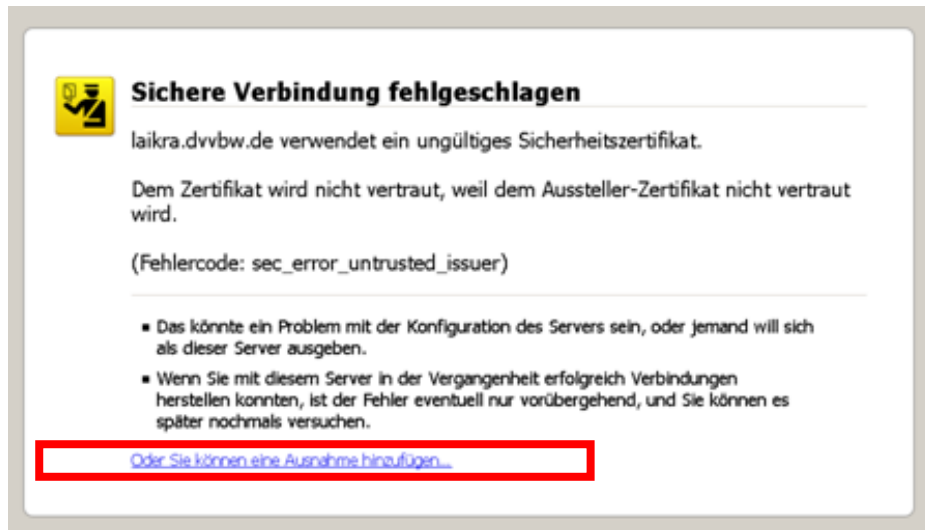 Sichere Verbindung fehlgeschlagen
laikra.dvvbw.de verwendet ein ungültiges Sicherheitszertifikat.
Dem Zertifikat wird nicht vertraut, weil dem Aussteller-Zertifikat nicht vertraut
wird.
(Fehlercode: sec_error_untrusted_issuer)
▪ Das könnte ein Problem mit der Konfiguration des Servers sein, oder jemand will sich
als dieser Server ausgeben.
▪ Wenn Sie mit diesem Server in der Vergangenheit erfolgreich Verbindungen
herstellen konnten, ist der Fehler eventuell nur vorübergehend, und Sie können es
später nochmals versuchen.
Oder Sie können eine Ausnahme hinzufügen...